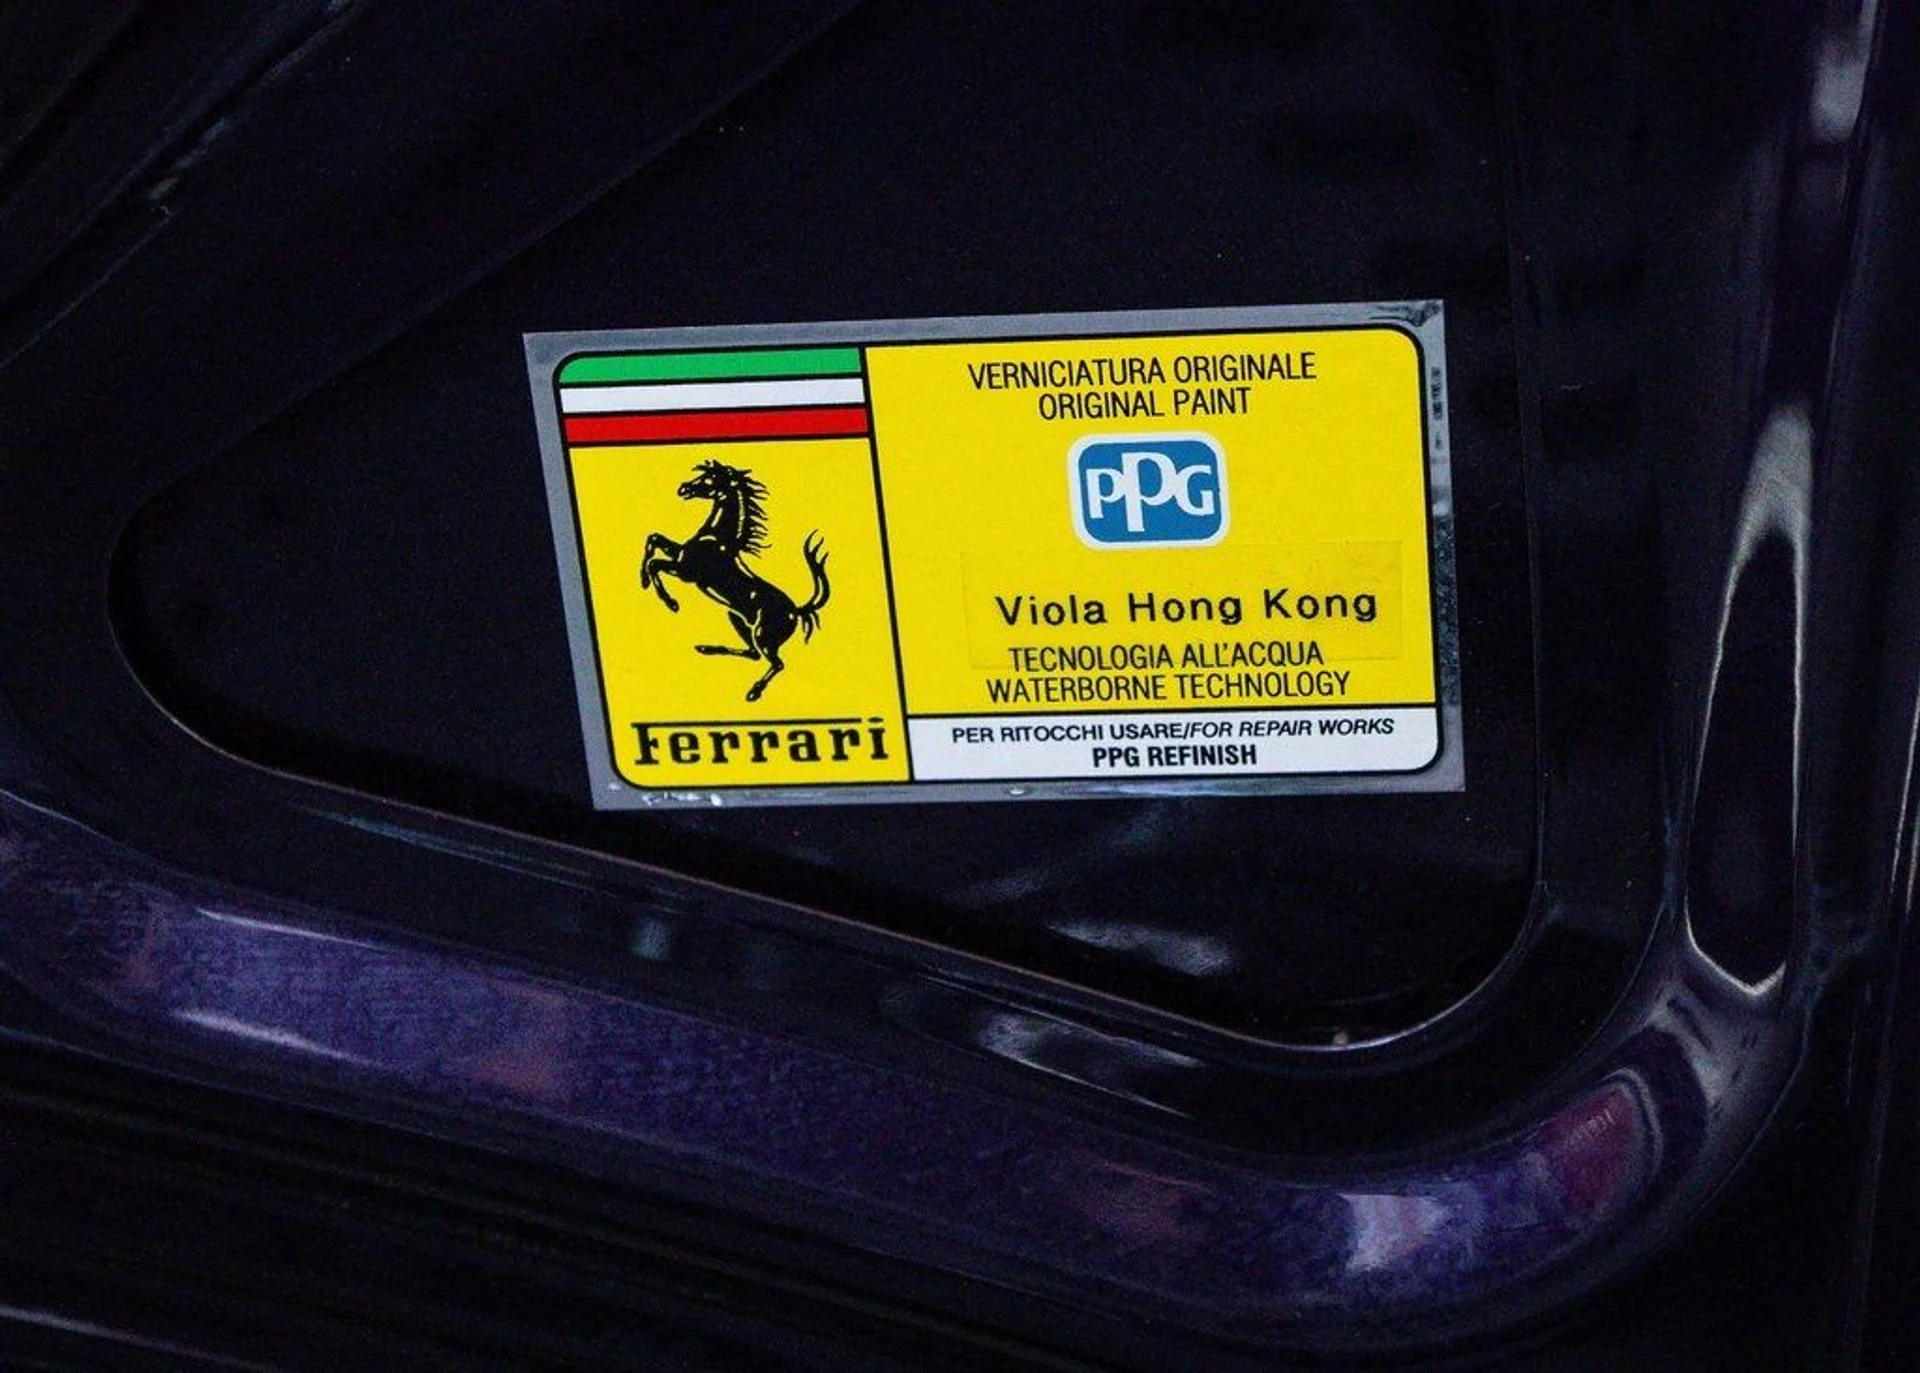 VERNICIATURA ORIGINALE
ORIGINAL PAINT
PPG
Viola Hong Kong
TECNOLOGIA ALL'ACQUA
WATERBORNE TECHNOLOGY
Ferrari
PER RITOCCHI USARE/FOR REPAIR WORKS
PPG REFINISH